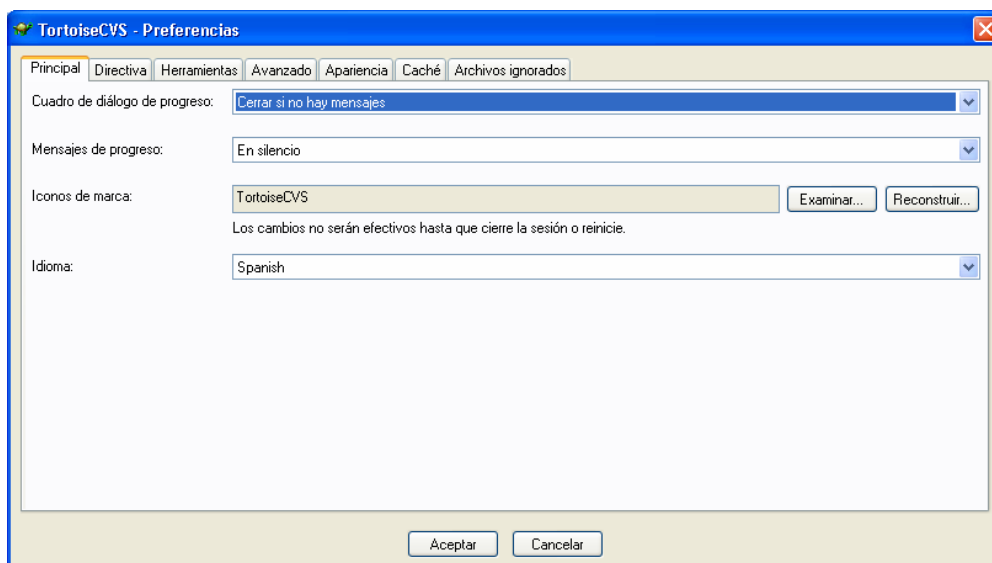 TortoiseCVS - Preferencias
Principal Directiva Herramientas Avanzado Apariencia Caché Archivos ignorados
Cuadro de diálogo de progreso: Cerrar si no hay mensajes
Mensajes de progreso: En silencio
Iconos de marca: TortoiseCVS Examinar... Reconstruir...
Los cambios no serán efectivos hasta que cierre la sesión o reinicie.
Idioma: Spanish
Aceptar Cancelar